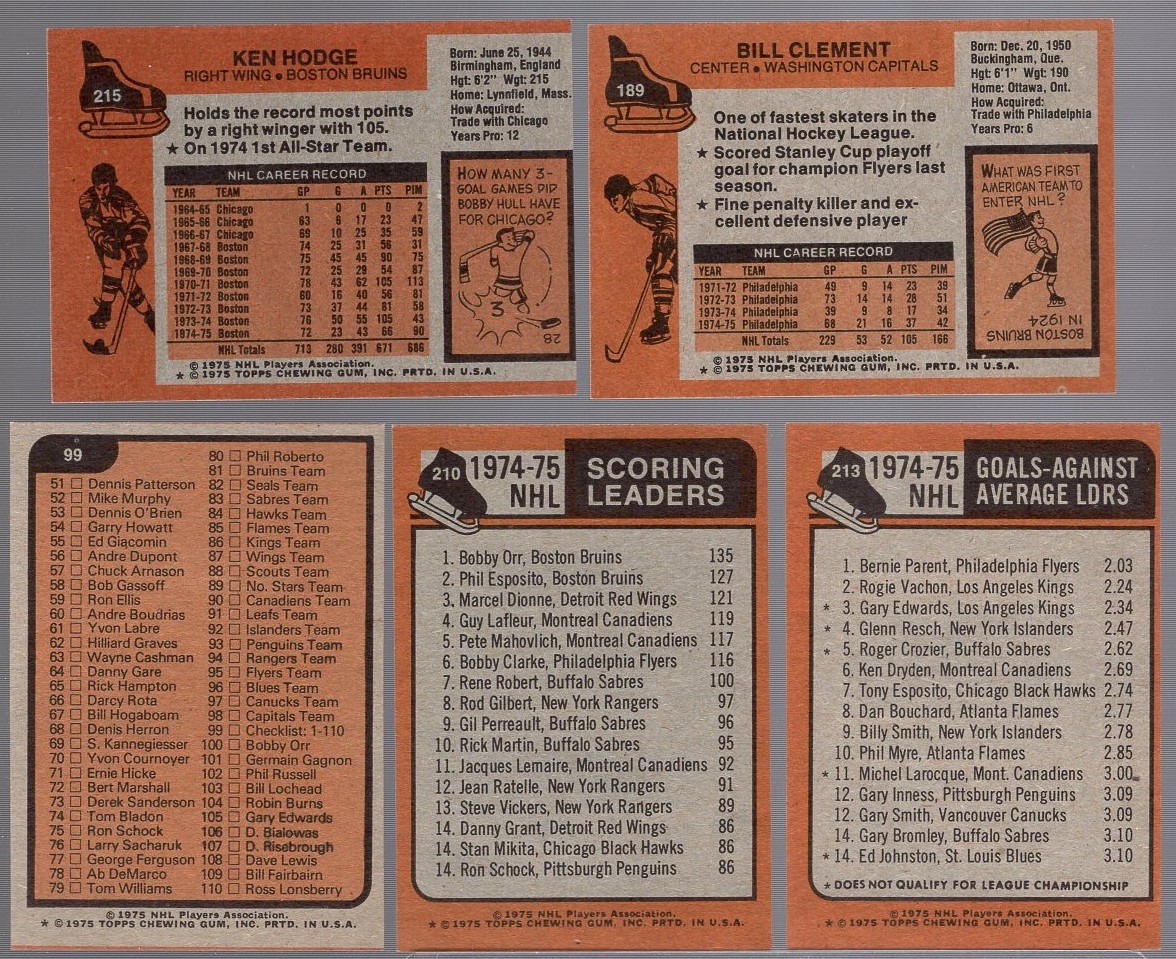 KEN HODGE
RIGHT WING • BOSTON BRUINS
215
Holds the record most points
by a right winger with 105.
★ On 1974 1st All-Star Team.
NHL CAREER RECORD
YEAR TEAM GP G A PTS PIM
1964-65 Chicago 1 0 0 0 2
1965-66 Chicago 63 6 17 23 47
1966-67 Chicago 69 10 25 35 59
1967-68 Boston 74 25 31 56 31
1968-69 Boston 75 45 45 90 75
1969-70 Boston 72 25 29 54 87
1970-71 Boston 78 43 62 105 113
1971-72 Boston 60 16 40 56 81
1972-73 Boston 73 37 44 81 58
1973-74 Boston 76 50 55 105 43
1974-75 Boston 72 23 43 66 90
NHL Totals 713 280 391 671 686
© 1975 NHL Players Association.
* © 1975 TOPPS CHEWING GUM, INC. PRTD. IN U.S.A.
Born: June 25, 1944
Birmingham, England
Hgt: 6'2" Wgt: 215
Home: Lynnfield, Mass.
How Acquired:
Trade with Chicago
Years Pro: 12
HOW MANY 3-
GOAL GAMES DID
BOBBY HULL HAVE
FOR CHICAGO?
3
28
BILL CLEMENT
CENTER • WASHINGTON CAPITALS
189
One of fastest skaters in the
National Hockey League.
★ Scored Stanley Cup playoff
goal for champion Flyers last
season.
★ Fine penalty killer and ex-
cellent defensive player
NHL CAREER RECORD
YEAR TEAM GP G A PTS PIM
1971-72 Philadelphia 49 9 14 23 39
1972-73 Philadelphia 73 14 14 28 51
1973-74 Philadelphia 39 9 8 17 34
1974-75 Philadelphia 68 21 16 37 42
NHL Totals 229 53 52 105 166
© 1975 NHL Players Association.
* © 1975 TOPPS CHEWING GUM, INC. PRTD. IN U.S.A.
Born: Dec. 20, 1950
Buckingham, Que.
Hgt: 6'1" Wgt: 190
Home: Ottawa, Ont.
How Acquired:
Trade with Philadelphia
Years Pro: 6
WHAT WAS FIRST
AMERICAN TEAM TO
ENTER NHL?
BOSTON BRUINS
IN 1924
99
51 □ Dennis Patterson
52 □ Mike Murphy
53 □ Dennis O'Brien
54 □ Garry Howatt
55 □ Ed Giacomin
56 □ Andre Dupont
57 □ Chuck Arnason
58 □ Bob Gassoff
59 □ Ron Ellis
60 □ Andre Boudrias
61 □ Yvon Labre
62 □ Hilliard Graves
63 □ Wayne Cashman
64 □ Danny Gare
65 □ Rick Hampton
66 □ Darcy Rota
67 □ Bill Hogaboam
68 □ Denis Herron
69 □ S. Kannegiesser
70 □ Yvon Cournoyer
71 □ Ernie Hicke
72 □ Bert Marshall
73 □ Derek Sanderson
74 □ Tom Bladon
75 □ Ron Schock
76 □ Larry Sacharuk
77 □ George Ferguson
78 □ Ab DeMarco
79 □ Tom Williams
80 □ Phil Roberto
81 □ Bruins Team
82 □ Seals Team
83 □ Sabres Team
84 □ Hawks Team
85 □ Flames Team
86 □ Kings Team
87 □ Wings Team
88 □ Scouts Team
89 □ No. Stars Team
90 □ Canadiens Team
91 □ Leafs Team
92 □ Islanders Team
93 □ Penguins Team
94 □ Rangers Team
95 □ Flyers Team
96 □ Blues Team
97 □ Canucks Team
98 □ Capitals Team
99 □ Checklist: 1-110
100 □ Bobby Orr
101 □ Germain Gagnon
102 □ Phil Russell
103 □ Bill Lochead
104 □ Robin Burns
105 □ Gary Edwards
106 □ D. Bialowas
107 □ D. Risebrough
108 □ Dave Lewis
109 □ Bill Fairbairn
110 □ Ross Lonsberry
© 1975 NHL Players Association.
* © 1975 TOPPS CHEWING GUM, INC. PRTD. IN U.S.A.
210
1974-75
NHL
SCORING
LEADERS
1. Bobby Orr, Boston Bruins 135
2. Phil Esposito, Boston Bruins 127
3. Marcel Dionne, Detroit Red Wings 121
4. Guy Lafleur, Montreal Canadiens 119
5. Pete Mahovlich, Montreal Canadiens 117
6. Bobby Clarke, Philadelphia Flyers 116
7. Rene Robert, Buffalo Sabres 100
8. Rod Gilbert, New York Rangers 97
9. Gil Perreault, Buffalo Sabres 96
10. Rick Martin, Buffalo Sabres 95
11. Jacques Lemaire, Montreal Canadiens 92
12. Jean Ratelle, New York Rangers 91
13. Steve Vickers, New York Rangers 89
14. Danny Grant, Detroit Red Wings 86
14. Stan Mikita, Chicago Black Hawks 86
14. Ron Schock, Pittsburgh Penguins 86
© 1975 NHL Players Association.
* © 1975 TOPPS CHEWING GUM, INC. PRTD. IN U.S.A.
213
1974-75
NHL
GOALS-AGAINST
AVERAGE LDRS
1. Bernie Parent, Philadelphia Flyers 2.03
2. Rogie Vachon, Los Angeles Kings 2.24
* 3. Gary Edwards, Los Angeles Kings 2.34
* 4. Glenn Resch, New York Islanders 2.47
* 5. Roger Crozier, Buffalo Sabres 2.62
6. Ken Dryden, Montreal Canadiens 2.69
7. Tony Esposito, Chicago Black Hawks 2.74
8. Dan Bouchard, Atlanta Flames 2.77
9. Billy Smith, New York Islanders 2.78
10. Phil Myre, Atlanta Flames 2.85
* 11. Michel Larocque, Mont. Canadiens 3.00
12. Gary Inness, Pittsburgh Penguins 3.09
12. Gary Smith, Vancouver Canucks 3.09
14. Gary Bromley, Buffalo Sabres 3.10
* 14. Ed Johnston, St. Louis Blues 3.10
* DOES NOT QUALIFY FOR LEAGUE CHAMPIONSHIP
© 1975 NHL Players Association.
* © 1975 TOPPS CHEWING GUM, INC. PRTD. IN U.S.A.